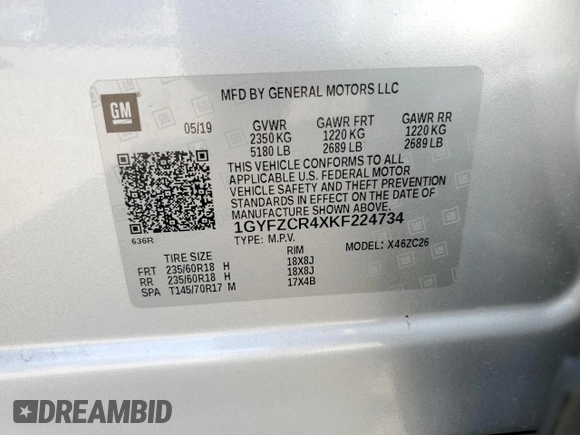 GM
MFD BY GENERAL MOTORS LLC
05/19 GVWR GAWR FRT GAWR RR
2350 KG 1220 KG 1220 KG
5180 LB 2689 LB 2689 LB
THIS VEHICLE CONFORMS TO ALL
APPLICABLE U.S. FEDERAL MOTOR
VEHICLE SAFETY AND THEFT PREVENTION
STANDARDS IN EFFECT ON THE DATE OF
MANUFACTURE SHOWN ABOVE.
1GYFZCR4XKF224734
636R TYPE: M.P.V. MODEL: X46ZC26
TIRE SIZE RIM
FRT 235/60R18 H 18X8J
RR 235/60R18 H 18X8J
SPA T145/70R17 M 17X4B
DREAMBID